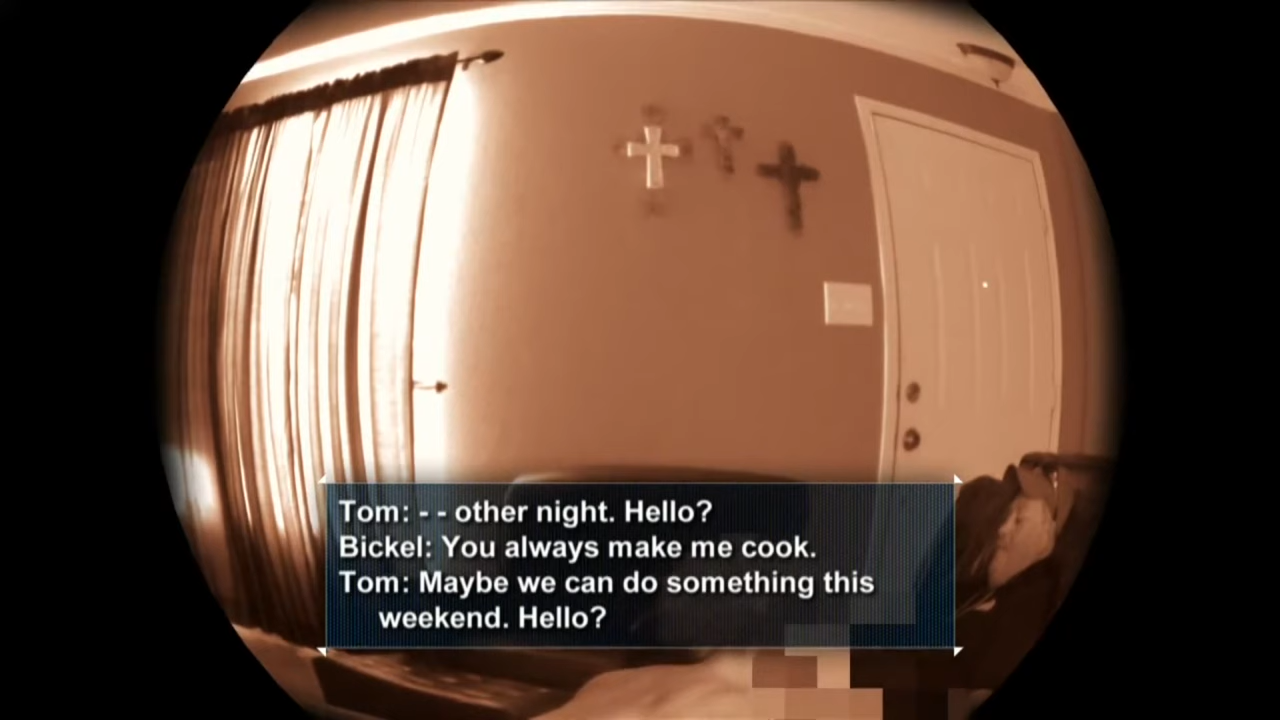 Tom: - - other night. Hello?
Bickel: You always make me cook.
Tom: Maybe we can do something this
weekend. Hello?